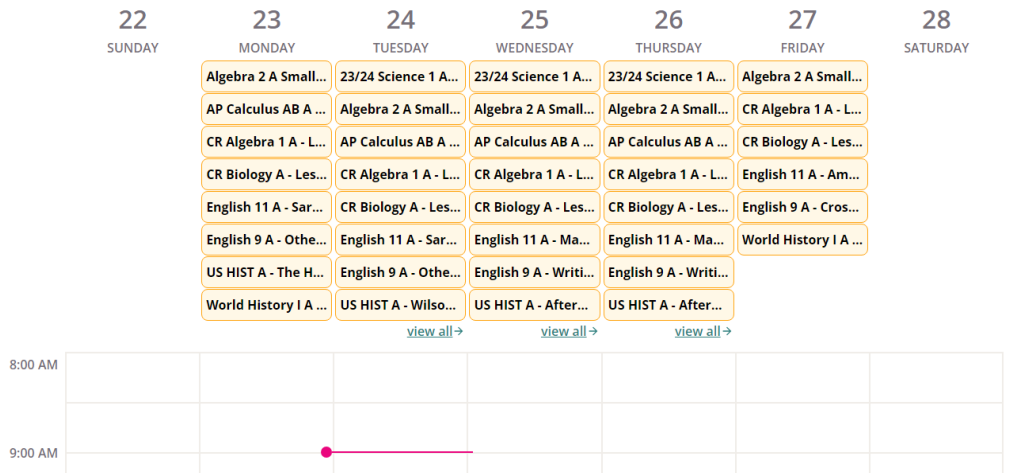 22 23 24 25 26 27 28
SUNDAY MONDAY TUESDAY WEDNESDAY THURSDAY FRIDAY SATURDAY
Algebra 2 A Small... 23/24 Science 1 A... 23/24 Science 1 A... 23/24 Science 1 A... Algebra 2 A Small...
AP Calculus AB A ... Algebra 2 A Small... Algebra 2 A Small... Algebra 2 A Small... CR Algebra 1 A - L...
CR Algebra 1 A - L... AP Calculus AB A ... AP Calculus AB A ... AP Calculus AB A ... CR Biology A - Les...
CR Biology A - Les... CR Algebra 1 A - L... CR Algebra 1 A - L... CR Algebra 1 A - L... English 11 A - Am...
English 11 A - Sar... CR Biology A - Les... CR Biology A - Les... CR Biology A - Les... English 9 A - Cros...
English 9 A - Othe... English 11 A - Sar... English 11 A - Ma... English 11 A - Ma... World History I A ...
US HIST A - The H... English 9 A - Othe... English 9 A - Writi... English 9 A - Writi...
World History I A ... US HIST A - Wilso... US HIST A - After... US HIST A - After...
view all→ view all→ view all→
8:00 AM
9:00 AM